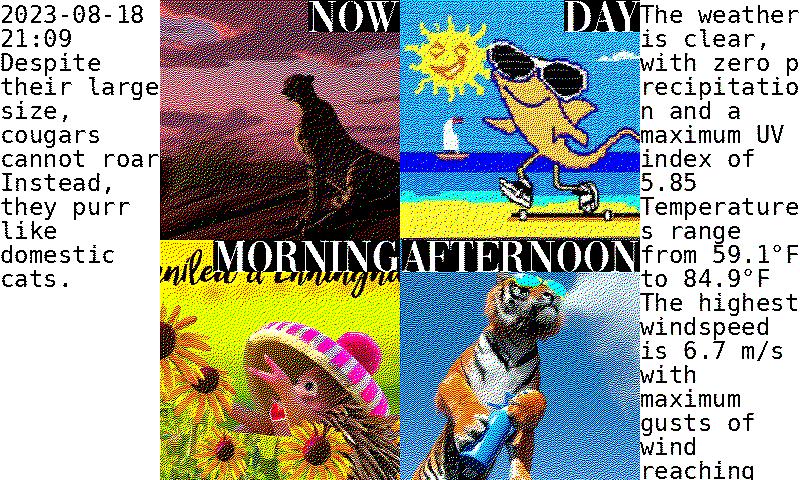 2023-08-18
21:09
Despite
their large
size,
cougars
cannot roar
Instead,
they purr
like
domestic
cats.
NOW
DAY
MORNING
AFTERNOON
The weather
is clear,
with zero p
recipitatio
n and a
maximum UV
index of
5.85
Temperature
s range
from 59.1°F
to 84.9°F
The highest
windspeed
is 6.7 m/s
with
maximum
gusts of
wind
reaching